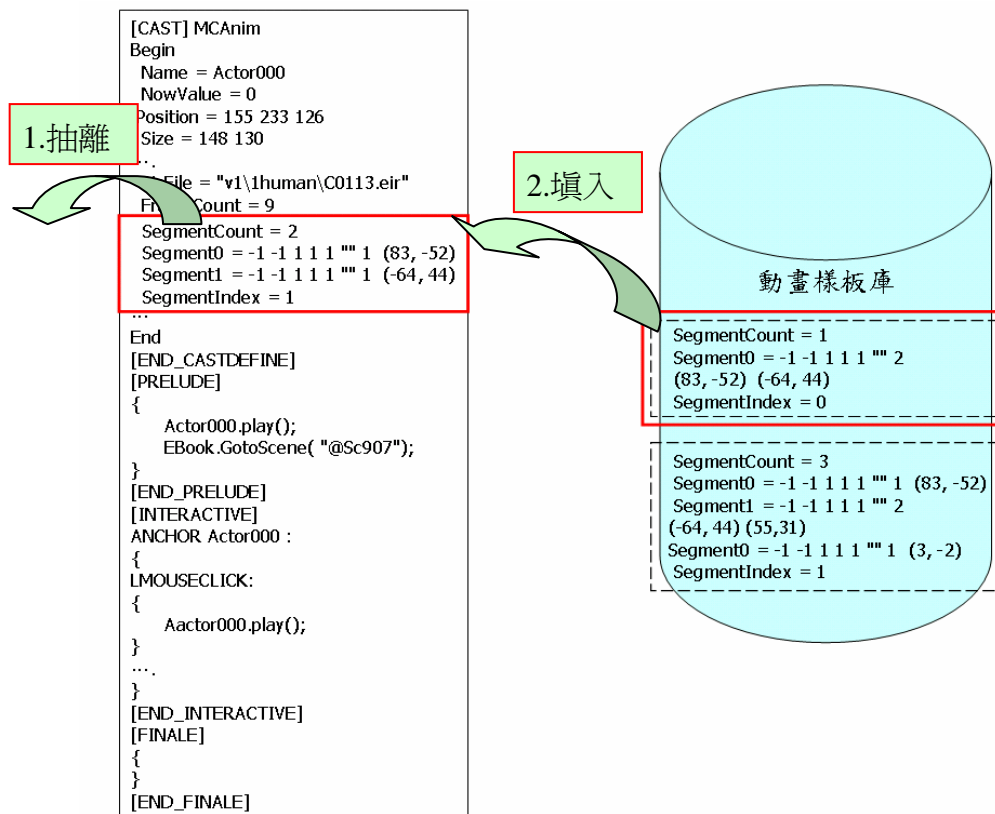 [CAST] MCAnim
Begin
Name = Actor000
NowValue = 0
Position = 155 233 126
Size = 148 130
....
File = "v1\1human\C0113.eir"
Count = 9
SegmentCount = 2
Segment0 = -1 -1 1 1 1 "" 1 (83, -52)
Segment1 = -1 -1 1 1 1 "" 1 (-64, 44)
SegmentIndex = 1
...
End
[END_CASTDEFINE]
[PRELUDE]
{
Actor000.play();
EBook.GotoScene( "@Sc907");
}
[END_PRELUDE]
[INTERACTIVE]
ANCHOR Actor000 :
{
LMOUSECLICK:
{
Aactor000.play();
}
....
}
[END_INTERACTIVE]
[FINALE]
{
}
[END_FINALE]
1.抽離
2.填入
動畫樣板庫
SegmentCount = 1
Segment0 = -1 -1 1 1 1 "" 2
(83, -52) (-64, 44)
SegmentIndex = 0
SegmentCount = 3
Segment0 = -1 -1 1 1 1 "" 1 (83, -52)
Segment1 = -1 -1 1 1 1 "" 2
(-64, 44) (55,31)
Segment0 = -1 -1 1 1 1 "" 1 (3, -2)
SegmentIndex = 1